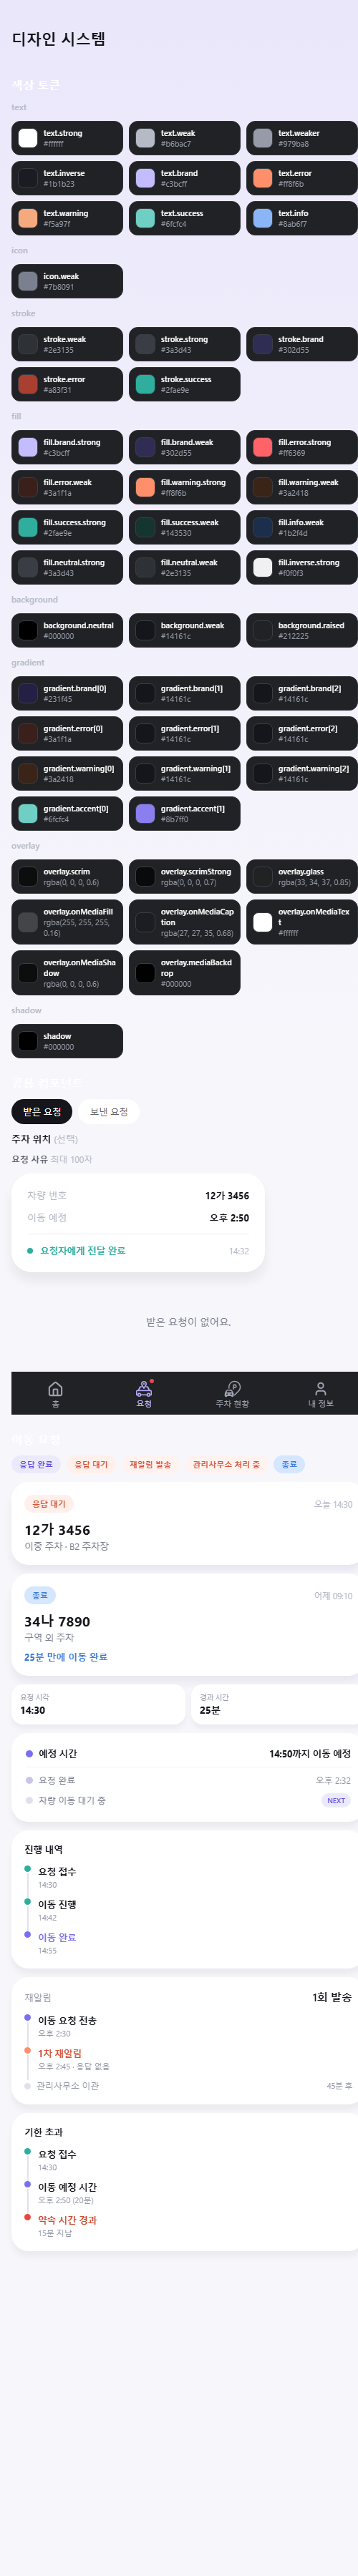 디자인 시스템
색상 토큰
text
text.strong
#ffffff
text.weak
#b6bac7
text.weaker
#979ba8
text.inverse
#1b1b23
text.brand
#c3bcff
text.error
#ff8f6b
text.warning
#f5a97f
text.success
#6fcfc4
text.info
#8ab6f7
icon
icon.weak
#7b8091
stroke
stroke.weak
#2e3135
stroke.strong
#3a3d43
stroke.brand
#302d55
stroke.error
#a83f31
stroke.success
#2fae9e
fill
fill.brand.strong
#c3bcff
fill.brand.weak
#302d55
fill.error.strong
#ff6369
fill.error.weak
#3a1f1a
fill.warning.strong
#ff8f6b
fill.warning.weak
#3a2418
fill.success.strong
#2fae9e
fill.success.weak
#143530
fill.info.weak
#1b2f4d
fill.neutral.strong
#3a3d43
fill.neutral.weak
#2e3135
fill.inverse.strong
#f0f0f3
background
background.neutral
#000000
background.weak
#14161c
background.raised
#212225
gradient
gradient.brand[0]
#231f45
gradient.brand[1]
#14161c
gradient.brand[2]
#14161c
gradient.error[0]
#3a1f1a
gradient.error[1]
#14161c
gradient.error[2]
#14161c
gradient.warning[0]
#3a2418
gradient.warning[1]
#14161c
gradient.warning[2]
#14161c
gradient.accent[0]
#6fcfc4
gradient.accent[1]
#8b7ff0
overlay
overlay.scrim
rgba(0, 0, 0, 0.6)
overlay.scrimStrong
rgba(0, 0, 0, 0.7)
overlay.glass
rgba(33, 34, 37, 0.85)
overlay.onMediaFill
rgba(255, 255, 255,
0.16)
overlay.onMediaCap
tion
rgba(27, 27, 35, 0.68)
overlay.onMediaTex
t
#ffffff
overlay.onMediaSha
dow
rgba(0, 0, 0, 0.6)
overlay.mediaBackd
rop
#000000
shadow
shadow
#000000
공용 컴포넌트
받은 요청
보낸 요청
주차 위치 (선택)
요청 사유 최대 100자
차량 번호
12가 3456
이동 예정
오후 2:50
요청자에게 전달 완료
14:32
받은 요청이 없어요.
홈
요청
주차 현황
내 정보
이동 요청
응답 완료
응답 대기
재알림 발송
관리사무소 처리 중
종료
응답 대기
오늘 14:30
12가 3456
이중 주차 · B2 주차장
종료
어제 09:10
34나 7890
구역 외 주차
25분 만에 이동 완료
요청 시각
14:30
경과 시간
25분
예정 시간
14:50까지 이동 예정
요청 완료
오후 2:32
차량 이동 대기 중
NEXT
진행 내역
요청 접수
14:30
이동 진행
14:42
이동 완료
14:55
재알림
1회 발송
이동 요청 전송
오후 2:30
1차 재알림
오후 2:45 · 응답 없음
관리사무소 이관
45분 후
기한 초과
요청 접수
14:30
이동 예정 시간
오후 2:50 (20분)
약속 시간 경과
15분 지남